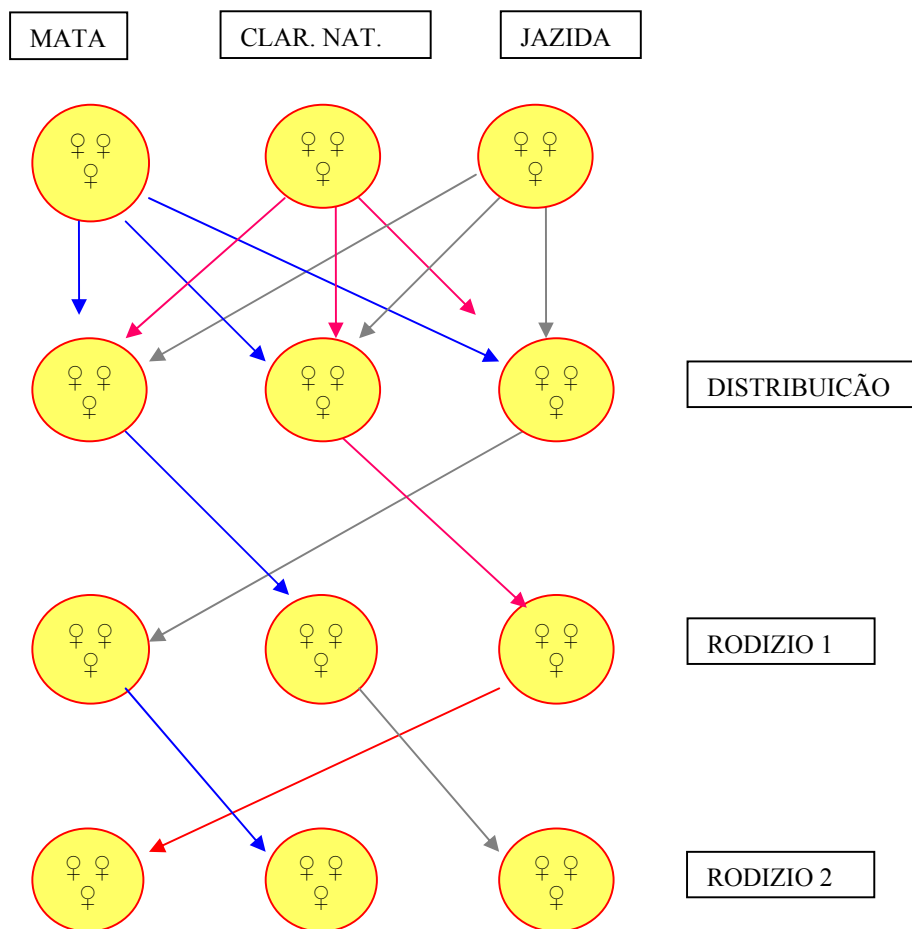 MATA
CLAR. NAT.
JAZIDA
♀ ♀ ♀ ♀ ♀ ♀
♀ ♀ ♀
♀ ♀ ♀ ♀ ♀ ♀
♀ ♀ ♀
DISTRIBUICÃO
♀ ♀ ♀ ♀ ♀ ♀
♀ ♀ ♀
RODIZIO 1
♀ ♀ ♀ ♀ ♀ ♀
♀ ♀ ♀
RODIZIO 2